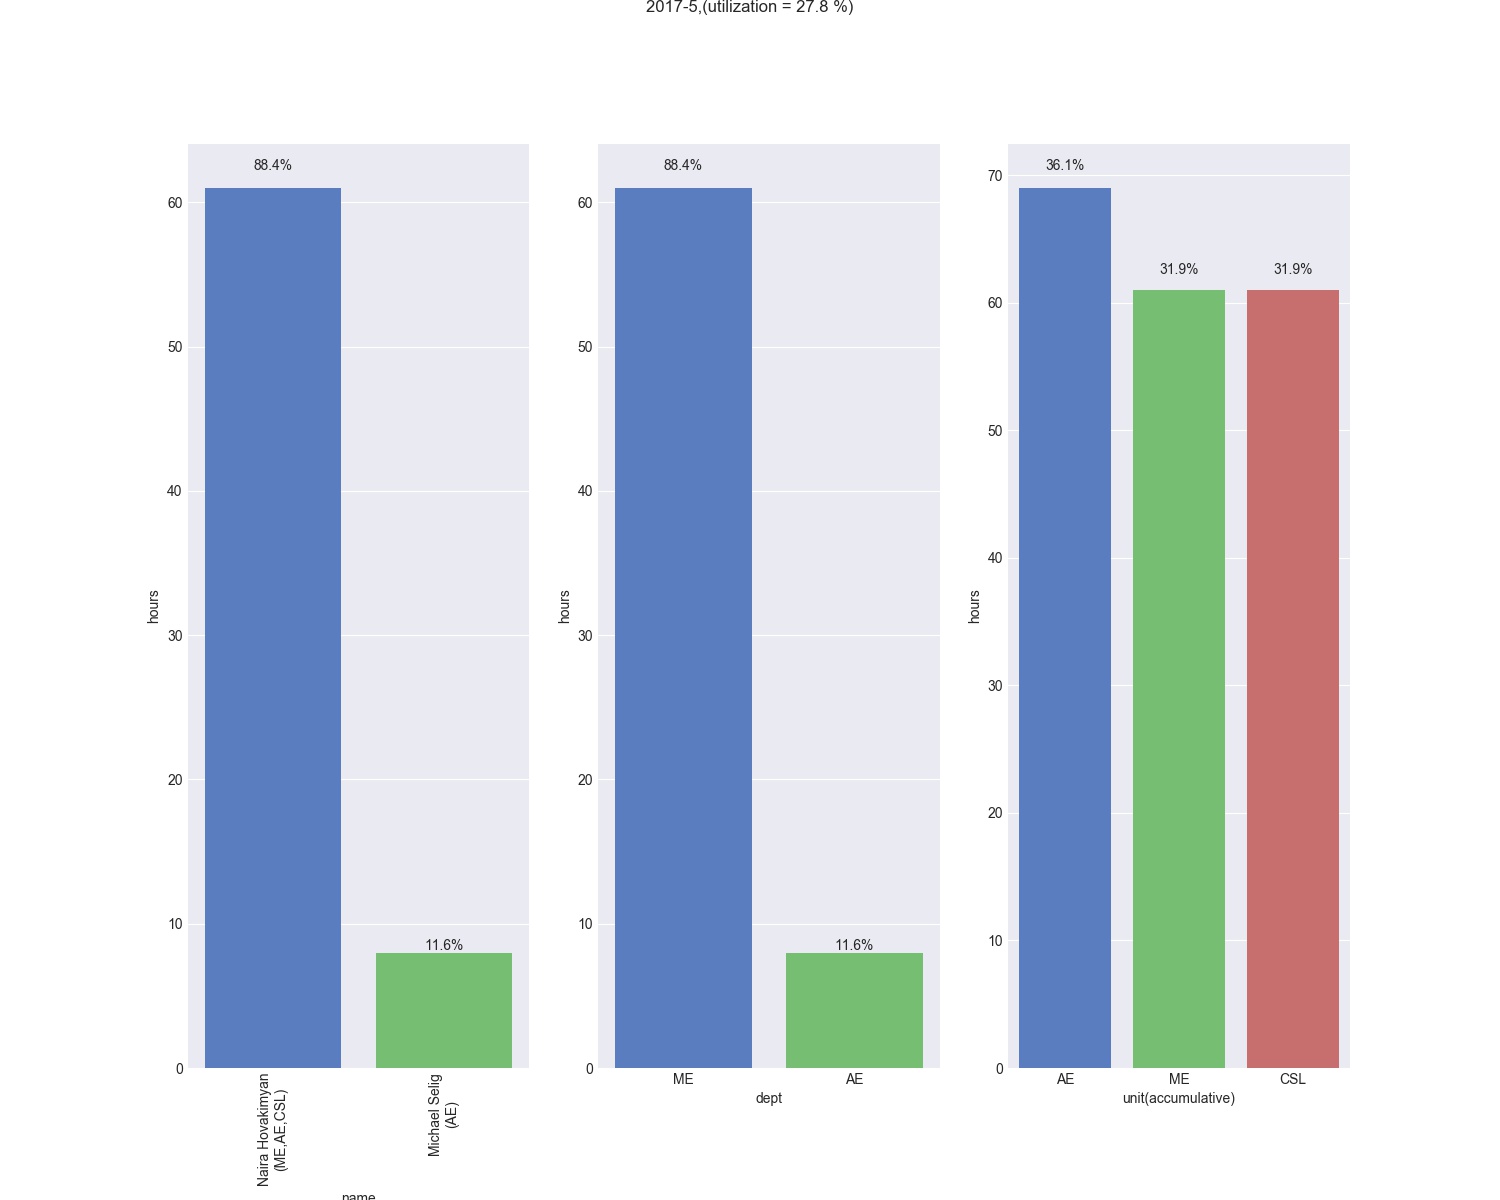 2017-5,(utilization = 27.8 %)
88.4%
11.6%
60
50
40
30
20
10
0
hours
Naira Hovakimyan
(ME,AE,CSL)
Michael Selig
(AE)
name
88.4%
11.6%
60
50
40
30
20
10
0
hours
ME
AE
dept
36.1%
31.9%
31.9%
70
60
50
40
30
20
10
0
hours
AE
ME
CSL
unit(accumulative)